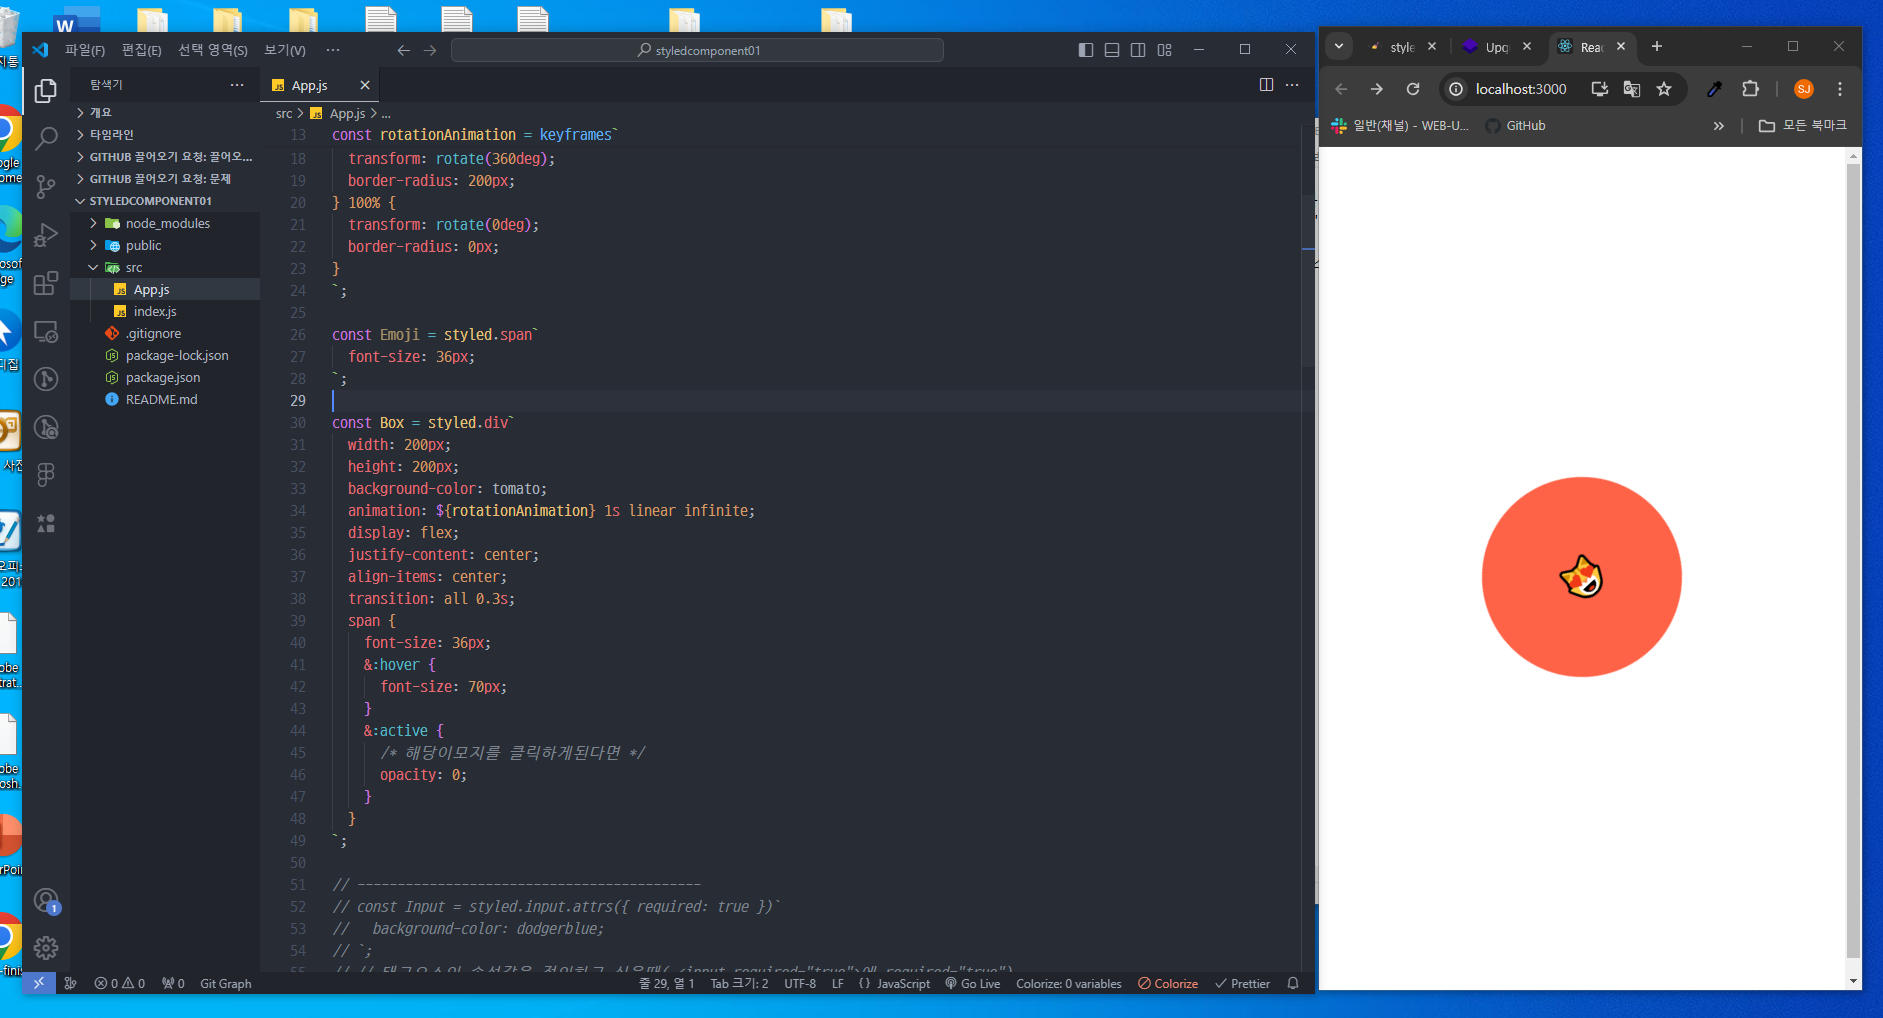 파일(F) 편집(E) 선택 영역(S) 보기(V) ···
styledcomponent01
탐색기 ···
개요
타임라인
GITHUB 끌어오기 요청: 끌어오...
GITHUB 끌어오기 요청: 문제
STYLEDCOMPONENT01
node_modules
public
src
App.js
index.js
.gitignore
package-lock.json
package.json
README.md
App.js
src > App.js > ...
13 const rotationAnimation = keyframes`
18 transform: rotate(360deg);
19 border-radius: 200px;
20 } 100% {
21 transform: rotate(0deg);
22 border-radius: 0px;
23 }
24 `;
25
26 const Emoji = styled.span`
27 font-size: 36px;
28 `;
29
30 const Box = styled.div`
31 width: 200px;
32 height: 200px;
33 background-color: tomato;
34 animation: ${rotationAnimation} 1s linear infinite;
35 display: flex;
36 justify-content: center;
37 align-items: center;
38 transition: all 0.3s;
39 span {
40 font-size: 36px;
41 &:hover {
42 font-size: 70px;
43 }
44 &:active {
45 /* 해당이모지를 클릭하게된다면 */
46 opacity: 0;
47 }
48 }
49 `;
50
51 // -------------------------------------------
52 // const Input = styled.input.attrs({ required: true })`
53 // background-color: dodgerblue;
54 // `;
1
0 0 0 Git Graph
줄 29, 열 1 Tab 크기: 2 UTF-8 LF {} JavaScript Go Live Colorize: 0 variables Colorize Prettier
style Upq Rea
localhost:3000
SJ
일반(채널) - WEB-U... GitHub » 모든 북마크